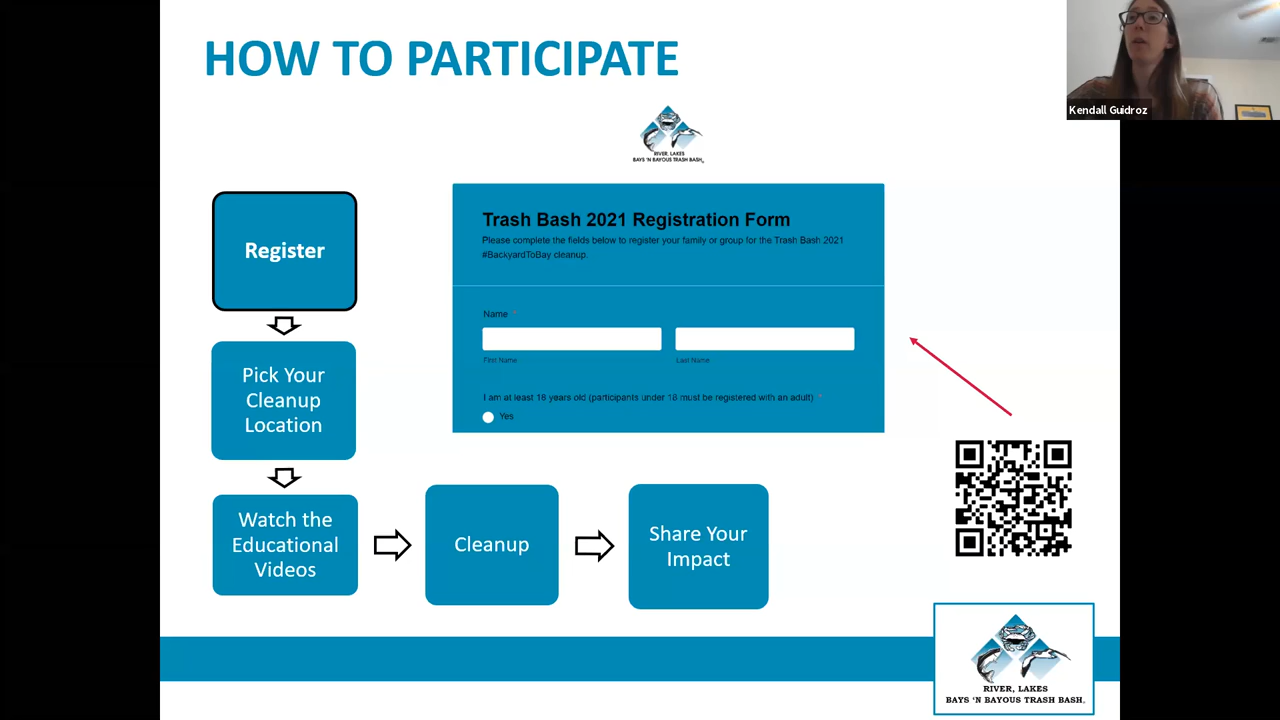 HOW TO PARTICIPATE
Kendall Guidroz
RIVER, LAKES
BAYS 'N BAYOUS TRASH BASH®
Register
Trash Bash 2021 Registration Form
Please complete the fields below to register your family or group for the Trash Bash 2021
#BackyardToBay cleanup.
Name *
First Name
Last Name
I am at least 18 years old (participants under 18 must be registered with an adult) *
Yes
Pick Your
Cleanup
Location
Watch the
Educational
Videos
Cleanup
Share Your
Impact
RIVER, LAKES
BAYS 'N BAYOUS TRASH BASH®